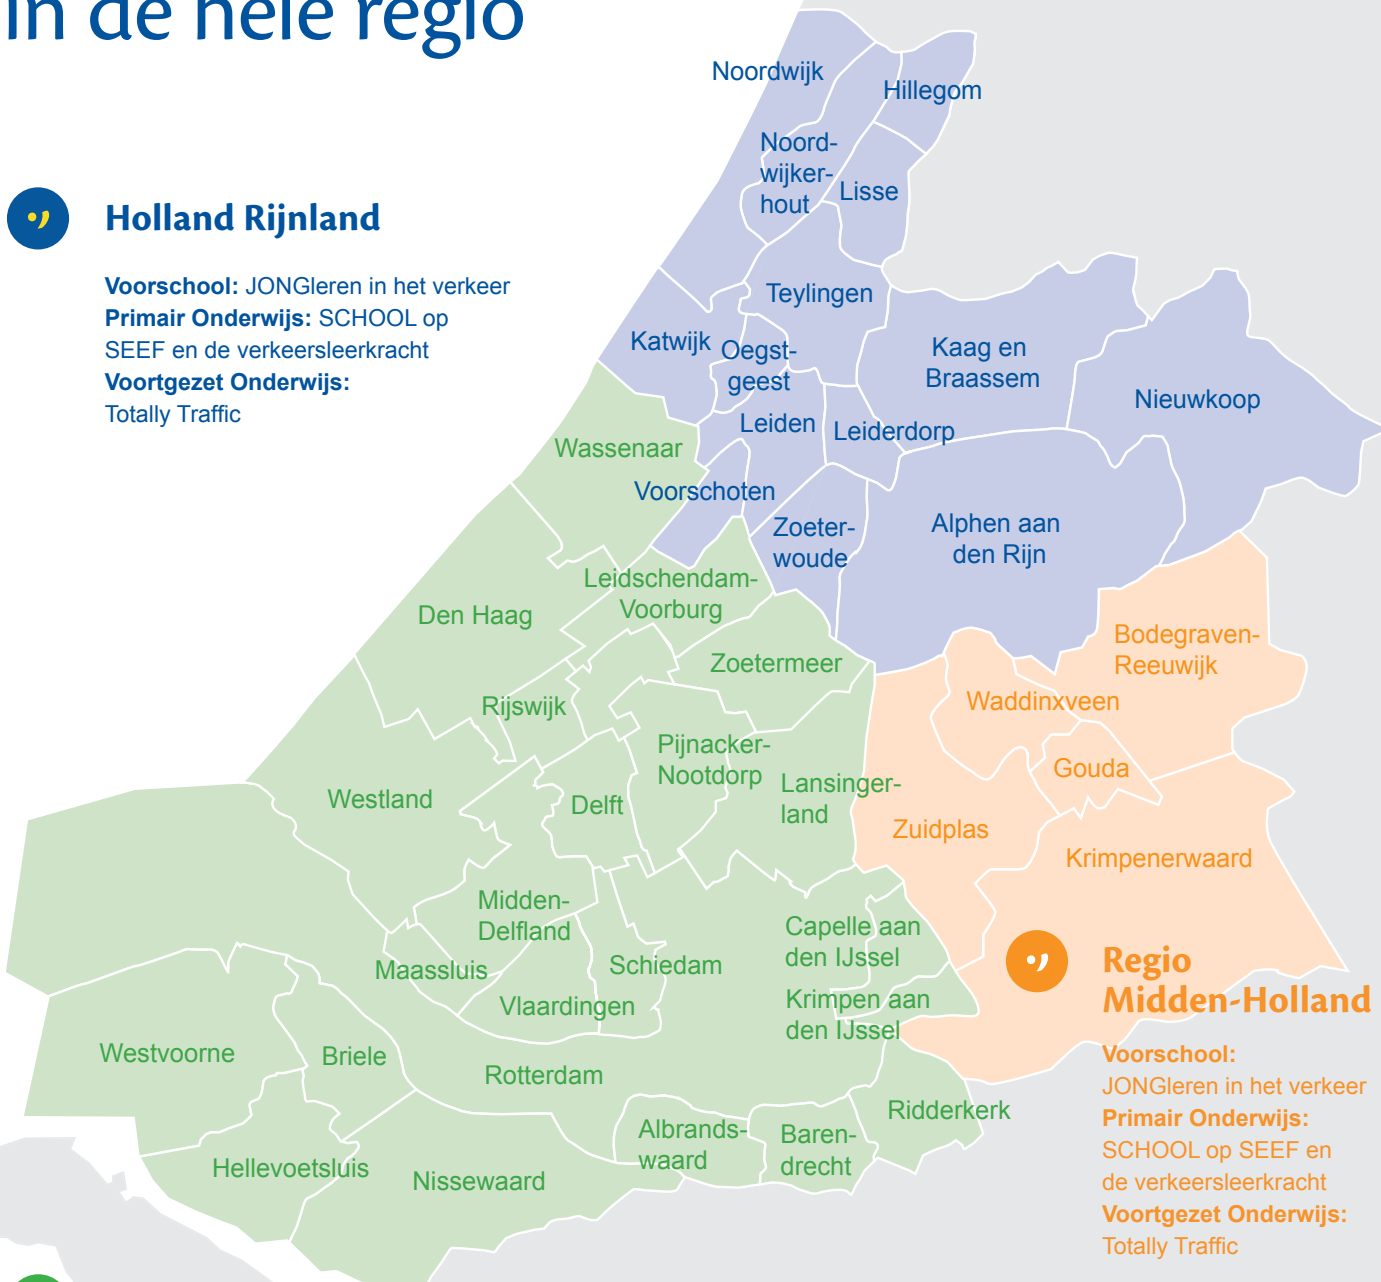 in de hele regio
Holland Rijnland
Voorschool: JONGleren in het verkeer
Primair Onderwijs: SCHOOL op
SEEF en de verkeersleerkracht
Voortgezet Onderwijs:
Totally Traffic
Noordwijk
Hillegom
Noord-
wijker-
hout
Lisse
Teylingen
Katwijk
Oegst-
geest
Kaag en
Braassem
Nieuwkoop
Leiden
Leiderdorp
Wassenaar
Voorschoten
Zoeter-
woude
Alphen aan
den Rijn
Leidschendam-
Voorburg
Den Haag
Zoetermeer
Bodegraven-
Reeuwijk
Waddinxveen
Rijswijk
Pijnacker-
Nootdorp
Gouda
Westland
Delft
Lansinger-
land
Zuidplas
Krimpenerwaard
Midden-
Delfland
Capelle aan
den IJssel
Maassluis
Schiedam
Vlaardingen
Krimpen aan
den IJssel
Regio
Midden-Holland
Voorschool:
JONGleren in het verkeer
Primair Onderwijs:
SCHOOL op SEEF en
de verkeersleerkracht
Voortgezet Onderwijs:
Totally Traffic
Westvoorne
Briele
Rotterdam
Ridderkerk
Albrands-
waard
Baren-
drecht
Hellevoetsluis
Nissewaard